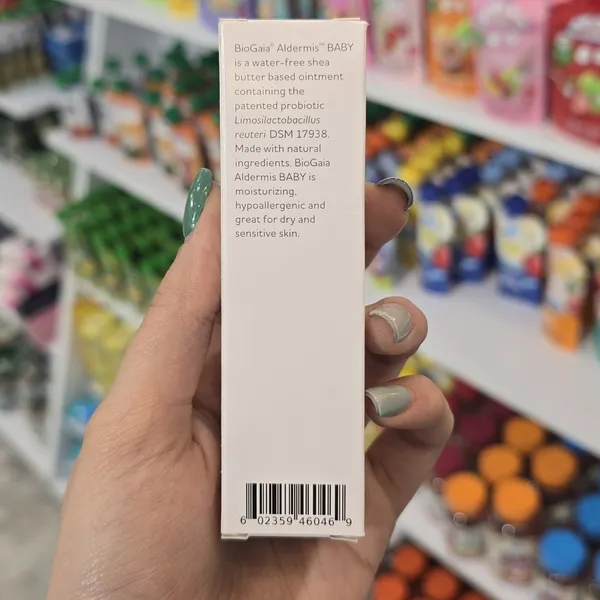 BioGaia® Aldermis™ BABY
is a water-free shea
butter based ointment
containing the
patented probiotic
Limosilactobacillus
reuteri DSM 17938.
Made with natural
ingredients. BioGaia
Aldermis BABY is
moisturizing,
hypoallergenic and
great for dry and
sensitive skin.
6 02359 46046 9